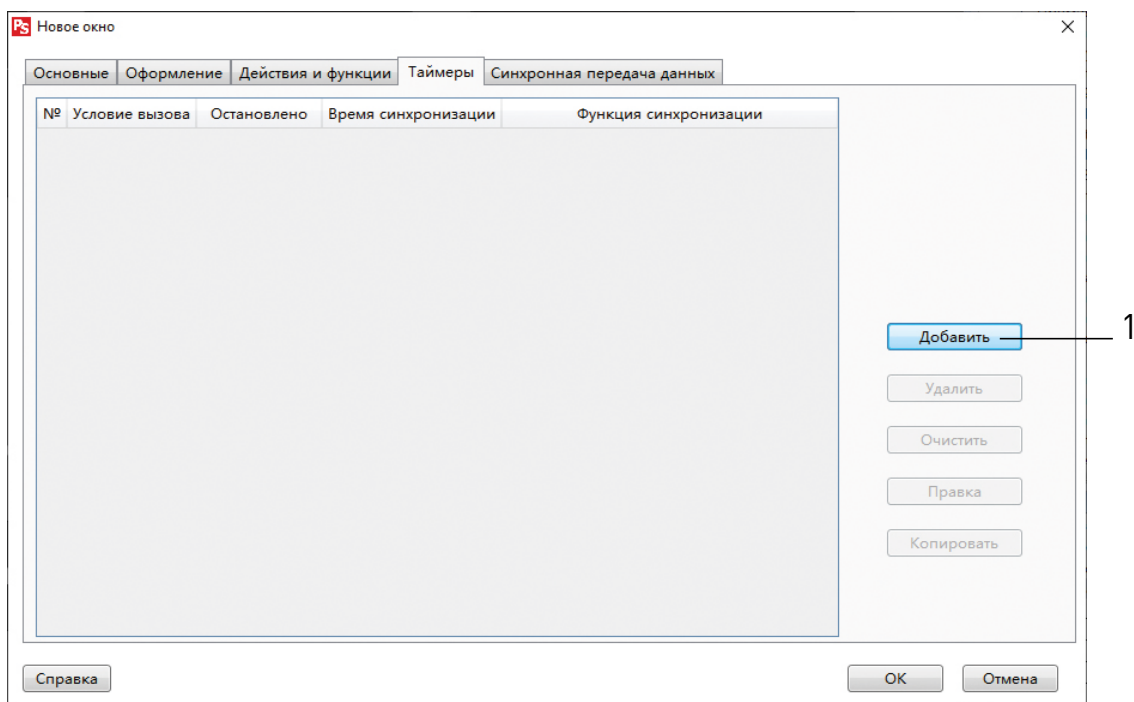 PS Новое окно
Основные Оформление Действия и функции Таймеры Синхронная передача данных
№ Условие вызова Остановлено Время синхронизации Функция синхронизации
Добавить 1
Удалить
Очистить
Правка
Копировать
Справка OK Отмена